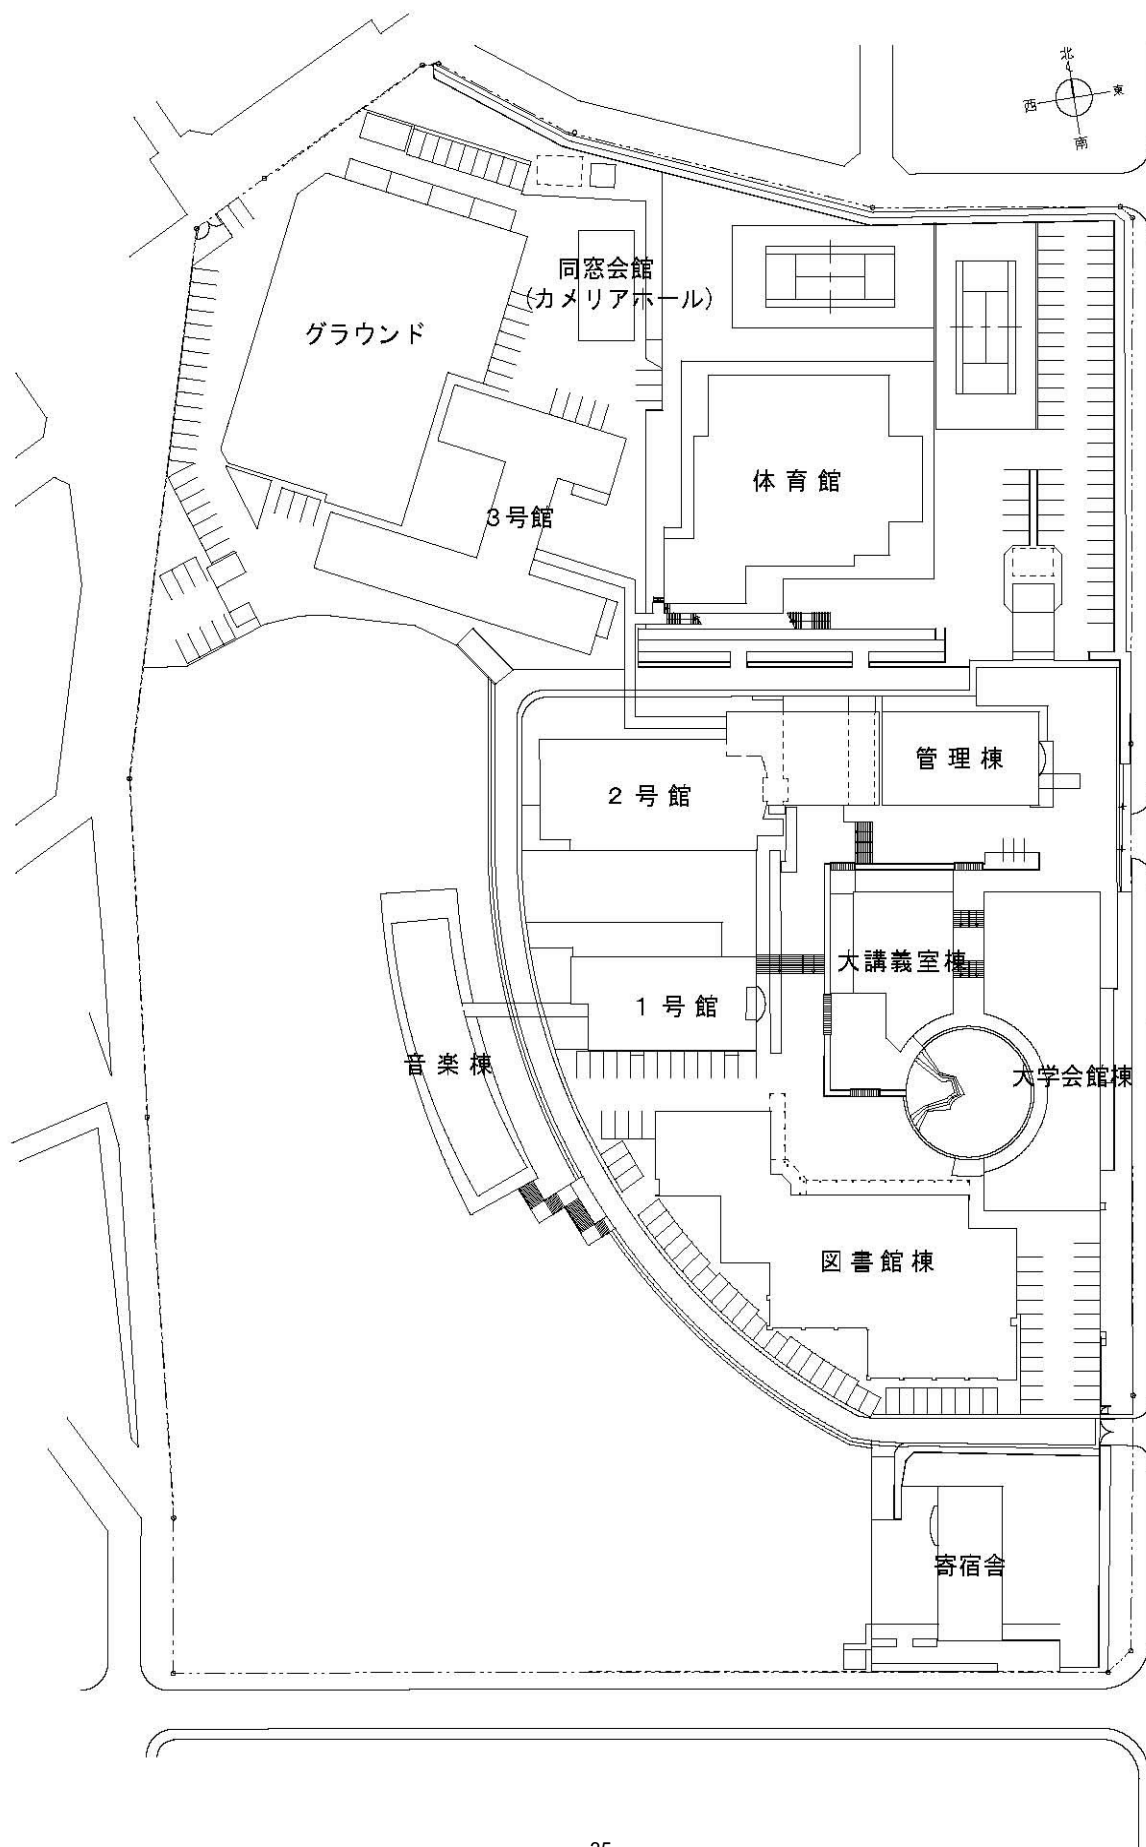 北
西
東
南
同窓会館
(カメリアホール)
グラウンド
体育館
3号館
管理棟
2号館
大講義室棟
1号館
音楽棟
大学会館棟
図書館棟
寄宿舎